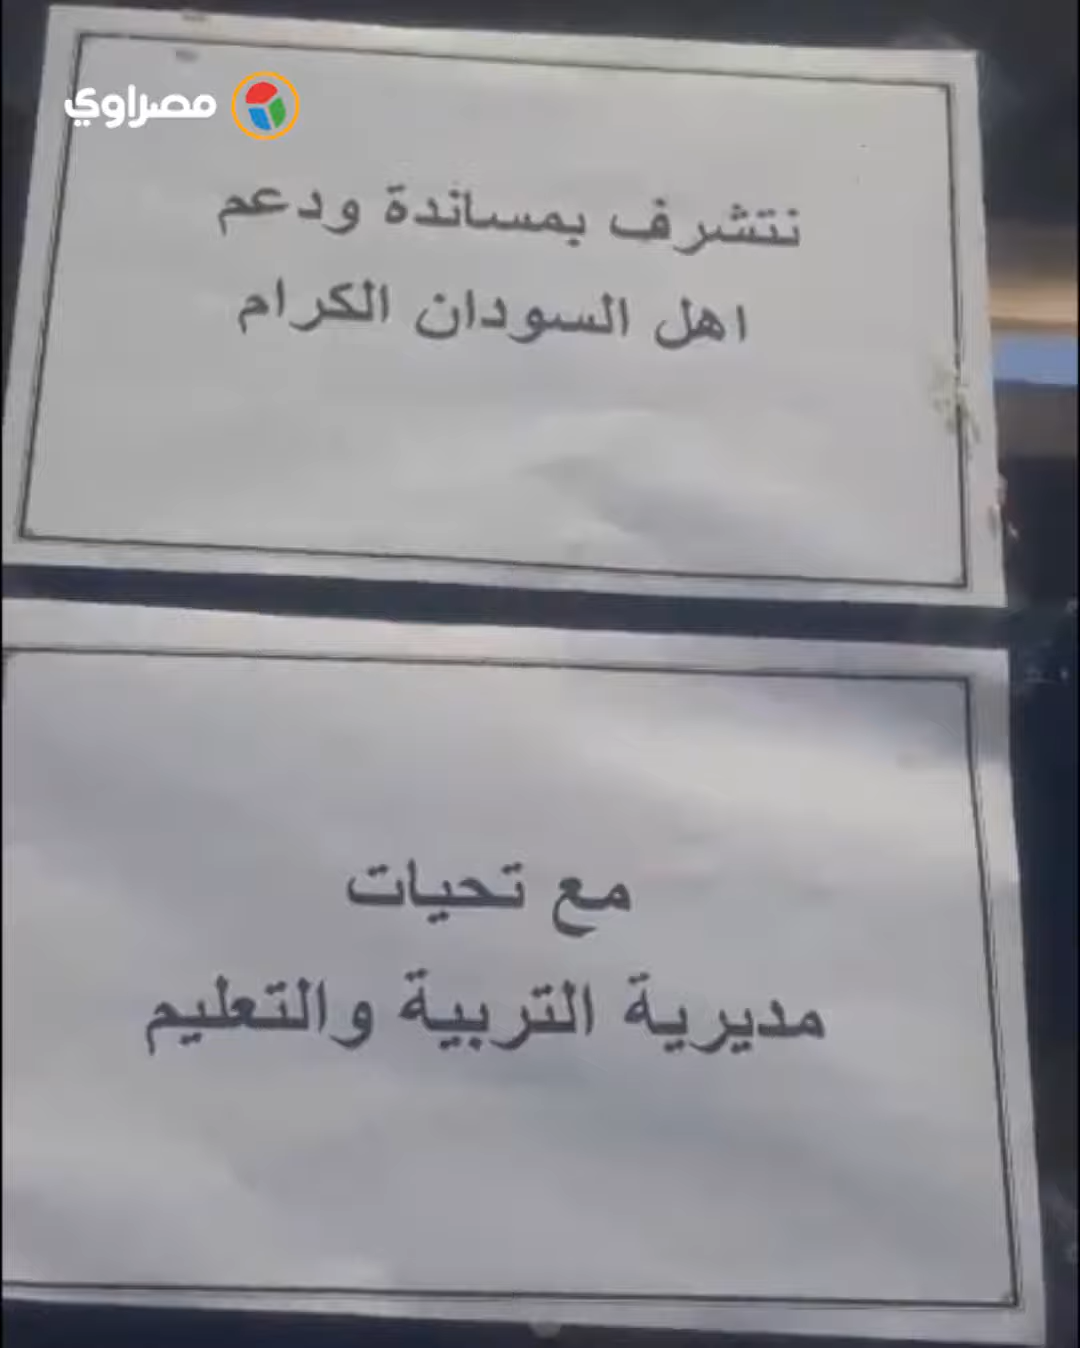 مصراوي
نتشرف بمساندة ودعم
اهل السودان الكرام
مع تحيات
مديرية التربية والتعليم